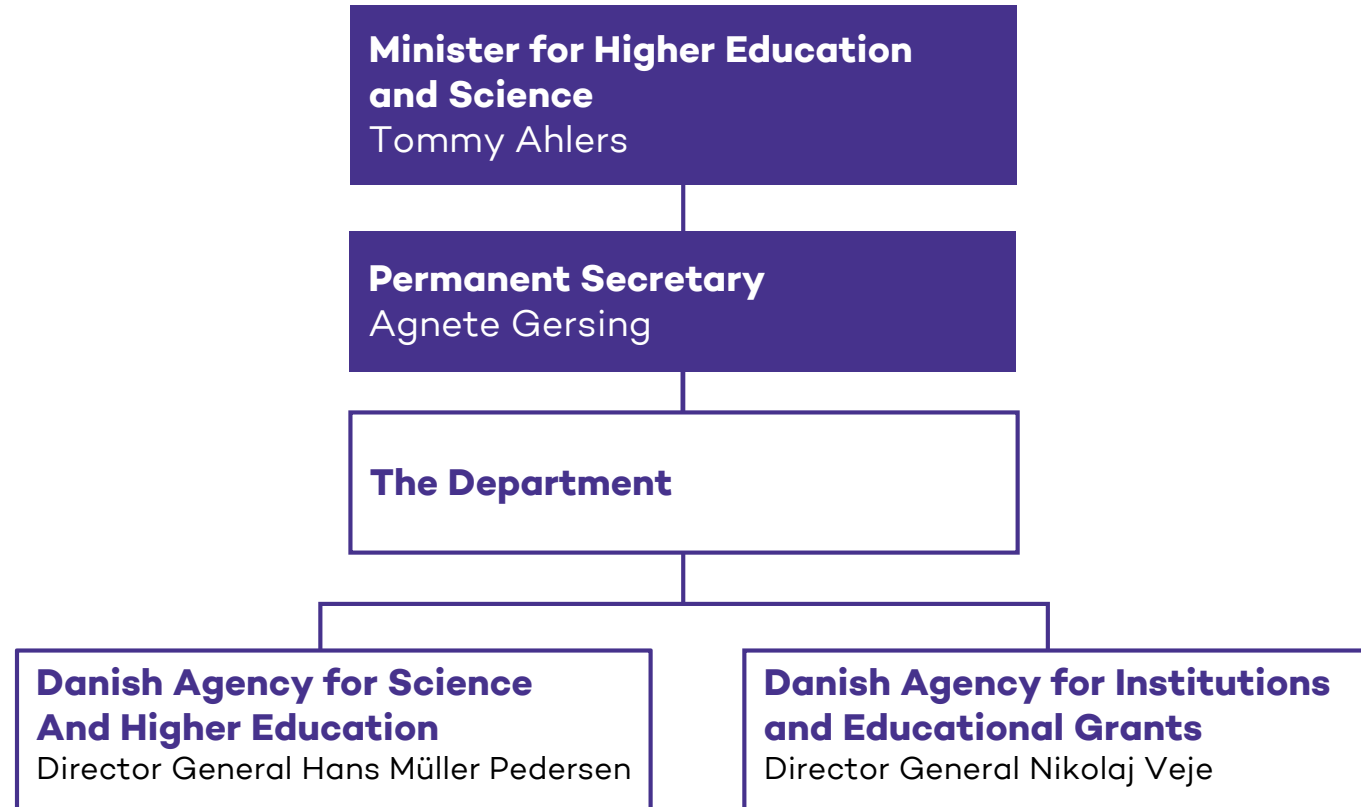 Minister for Higher Education
and Science
Tommy Ahlers
Permanent Secretary
Agnete Gersing
The Department
Danish Agency for Science
And Higher Education
Director General Hans Müller Pedersen
Danish Agency for Institutions
and Educational Grants
Director General Nikolaj Veje